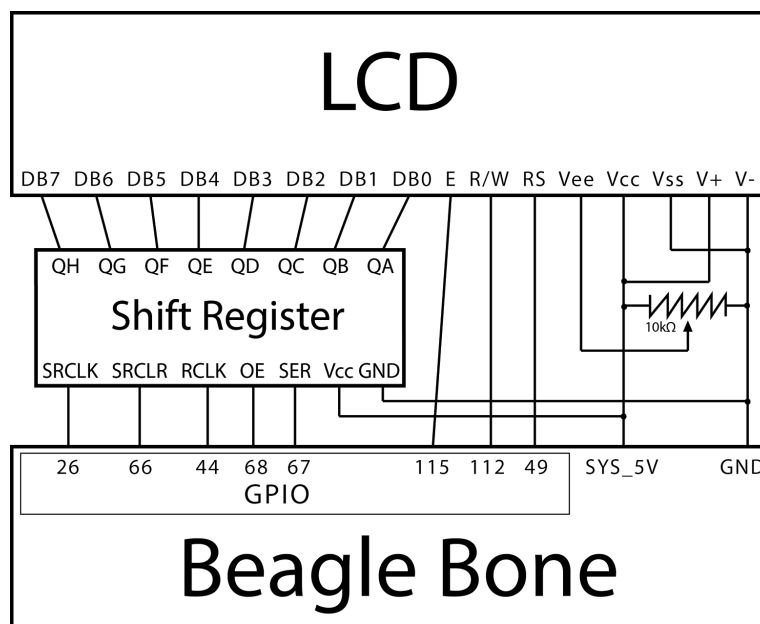 LCD
DB7 DB6 DB5 DB4 DB3 DB2 DB1 DB0 E R/W RS Vee Vcc Vss V+ V-
QH QG QF QE QD QC QB QA
Shift Register
10kΩ
SRCLK SRCLR RCLK OE SER Vcc GND
26 66 44 68 67 115 112 49 SYS_5V GND
GPIO
Beagle Bone